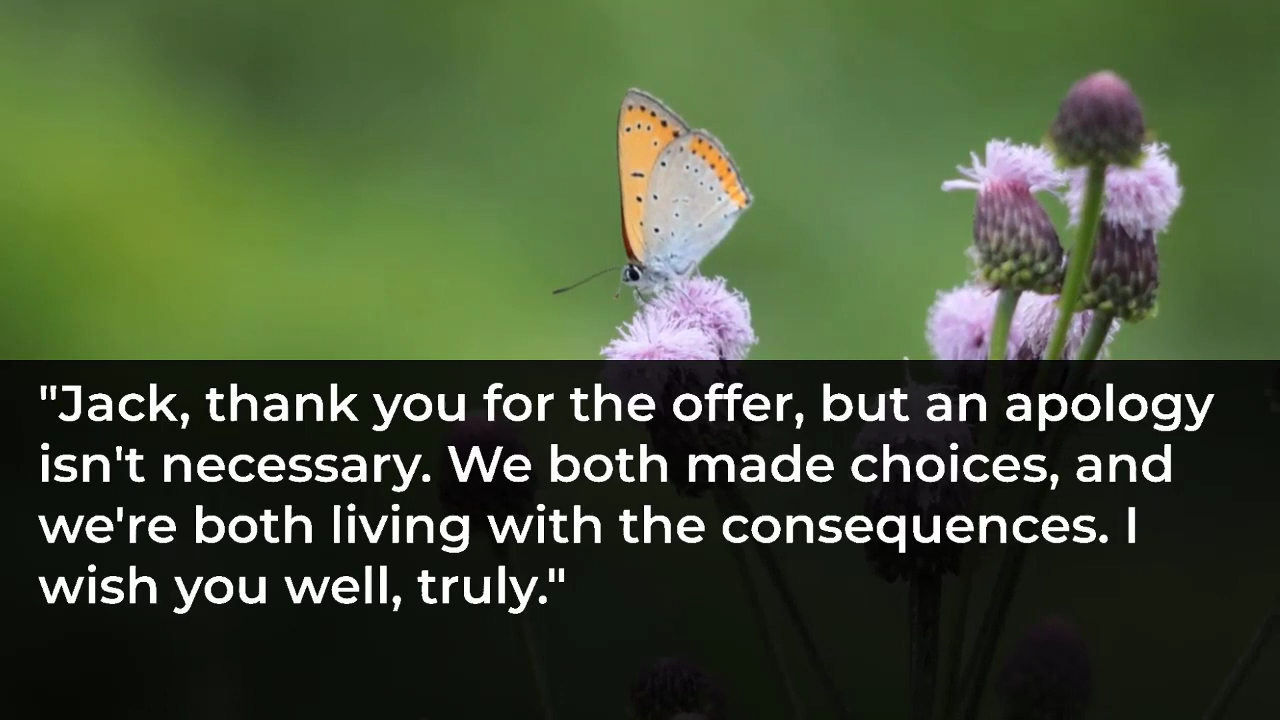 "Jack, thank you for the offer, but an apology
isn't necessary. We both made choices, and
we're both living with the consequences. I
wish you well, truly."